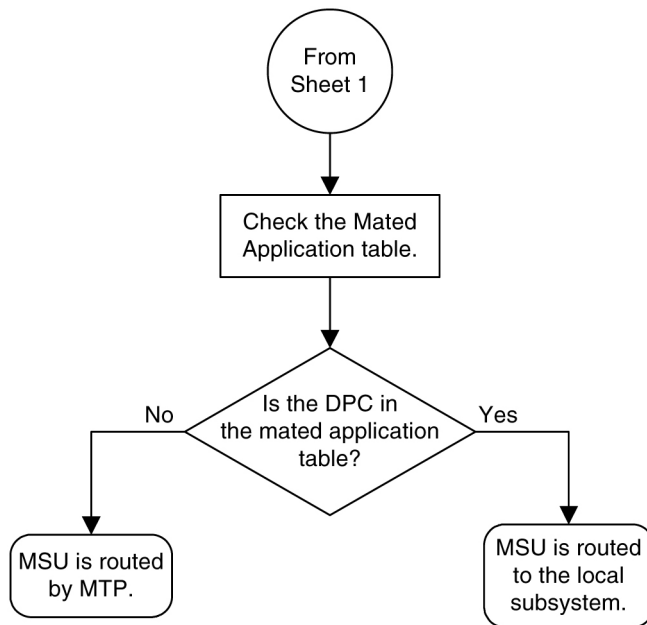 From
Sheet 1
Check the Mated
Application table.
Is the DPC in
the mated application
table?
No
Yes
MSU is routed
by MTP.
MSU is routed
to the local
subsystem.